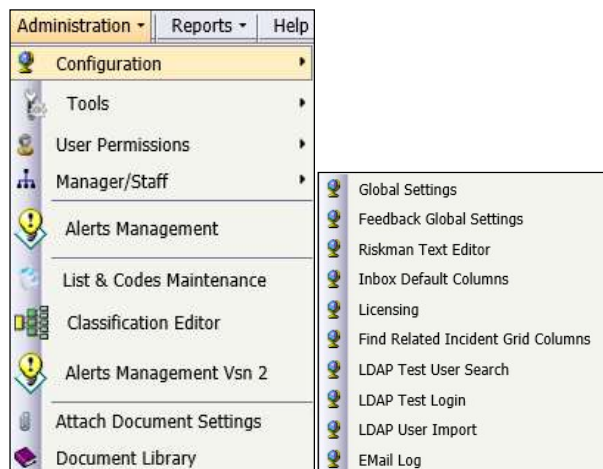 Administration Reports Help
Configuration
Tools
User Permissions
Manager/Staff
Alerts Management
List & Codes Maintenance
Classification Editor
Alerts Management Vsn 2
Attach Document Settings
Document Library
Global Settings
Feedback Global Settings
Riskman Text Editor
Inbox Default Columns
Licensing
Find Related Incident Grid Columns
LDAP Test User Search
LDAP Test Login
LDAP User Import
EMail Log